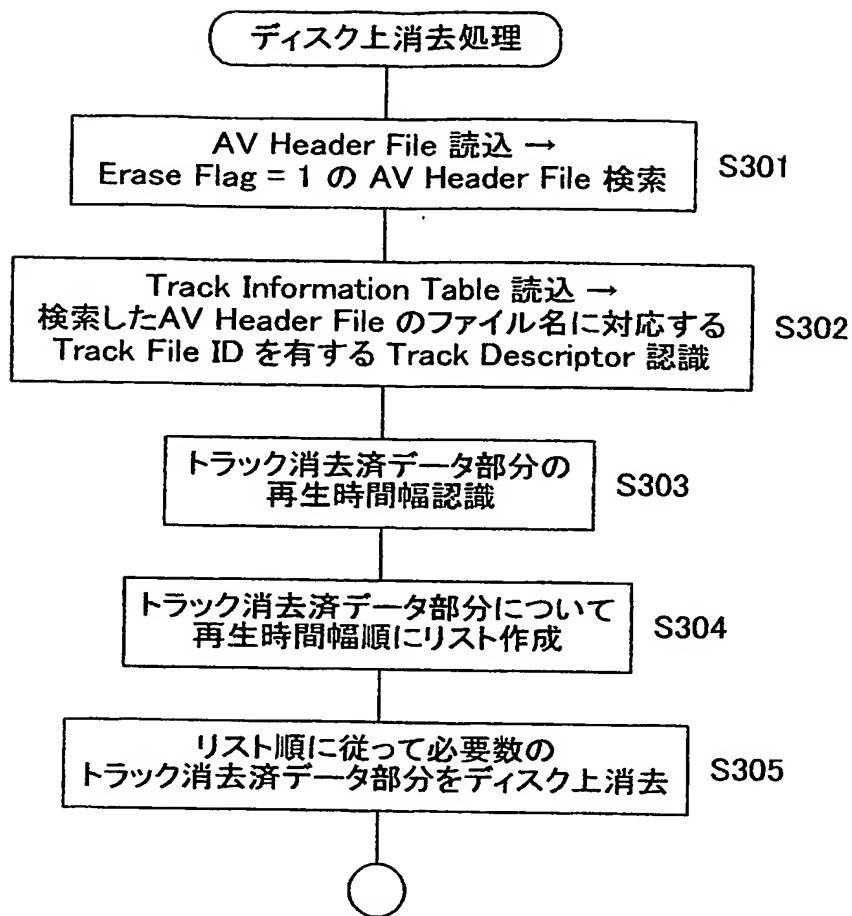 ディスク上消去処理
AV Header File 読込 →
Erase Flag = 1 の AV Header File 検索
S301
Track Information Table 読込 →
検索したAV Header File のファイル名に対応する
Track File ID を有する Track Descriptor 認識
S302
トラック消去済データ部分の
再生時間幅認識
S303
トラック消去済データ部分について
再生時間幅順にリスト作成
S304
リスト順に従って必要数の
トラック消去済データ部分をディスク上消去
S305